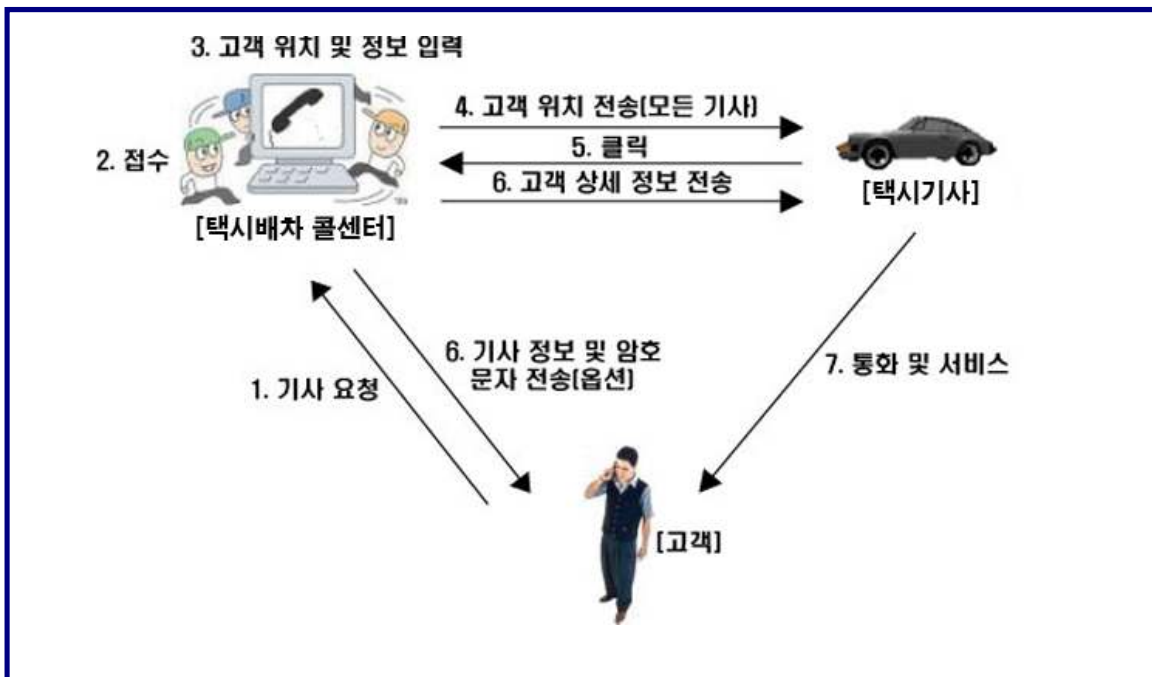 3. 고객 위치 및 정보 입력
4. 고객 위치 전송(모든 기사)
2. 접수
5. 클릭
6. 고객 상세 정보 전송
[택시기사]
[택시배차 콜센터]
6. 기사 정보 및 암호
문자 전송(옵션)
7. 통화 및 서비스
1. 기사 요청
[고객]